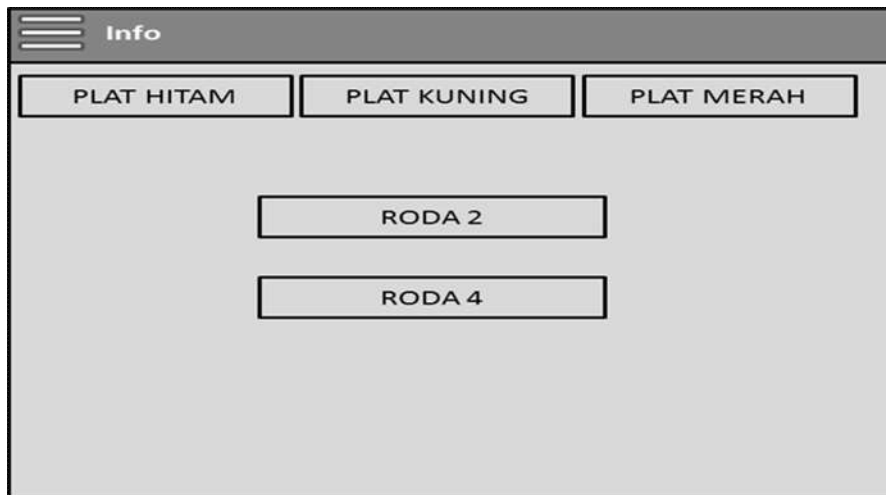 Info
PLAT HITAM PLAT KUNING PLAT MERAH
RODA 2
RODA 4